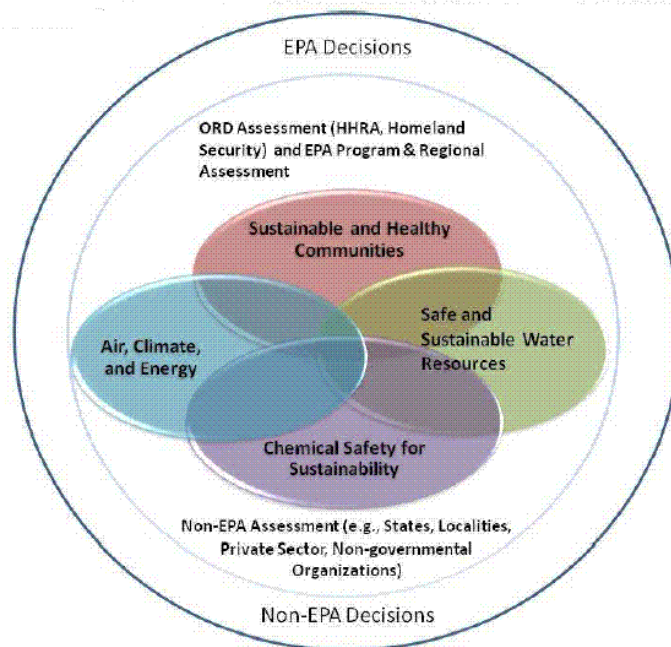 EPA Decisions
ORD Assessment (HHRA, Homeland
Security) and EPA Program & Regional
Assessment
Sustainable and Healthy
Communities
Air, Climate,
and Energy
Safe and
Sustainable Water
Resources
Chemical Safety for
Sustainability
Non-EPA Assessment (e.g., States, Localities,
Private Sector, Non-governmental
Organizations)
Non-EPA Decisions